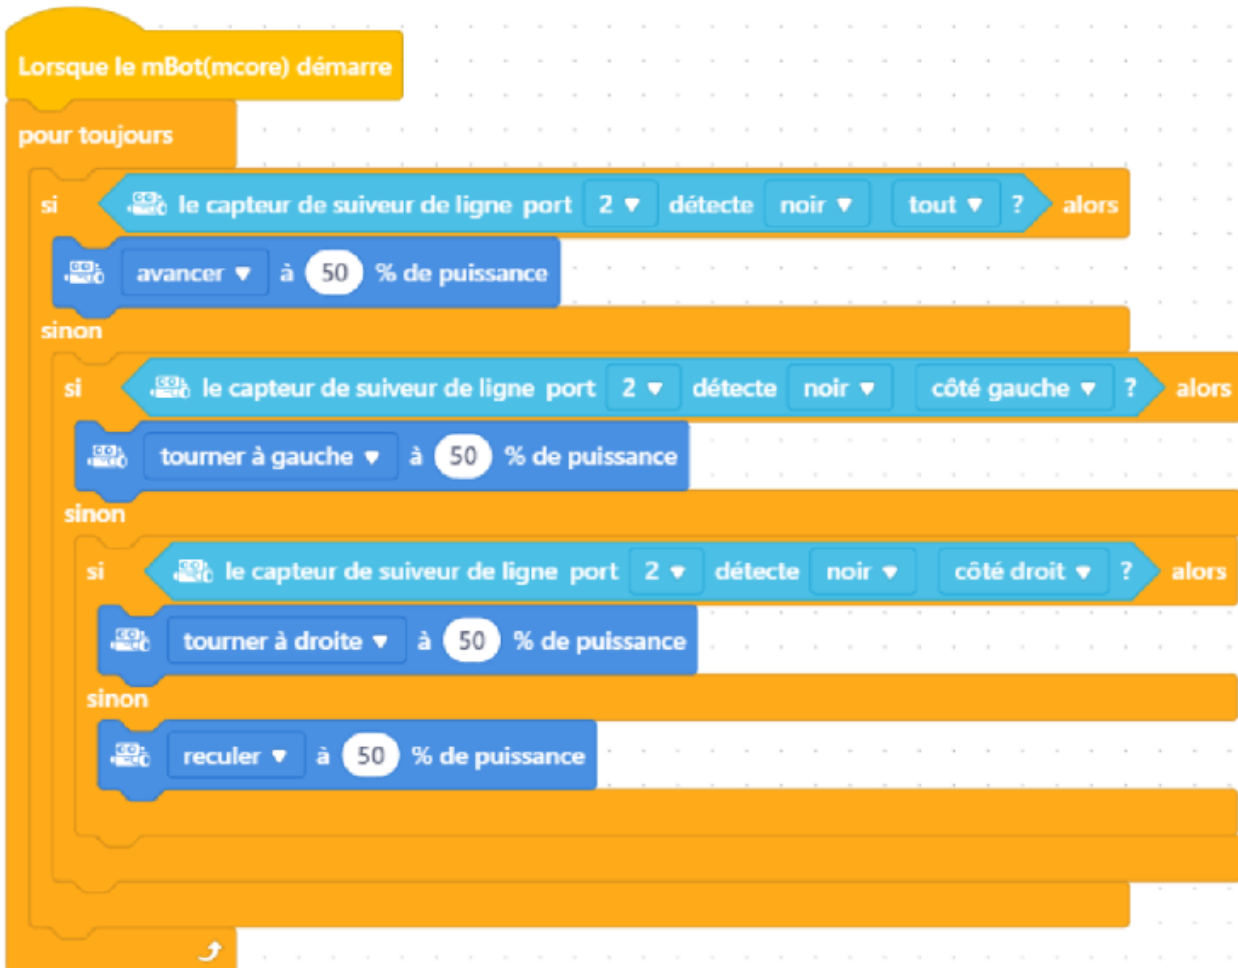 Lorsque le mBot(mcore) démarre
pour toujours
si le capteur de suiveur de ligne port 2 détecte noir tout ? alors
avancer à 50 % de puissance
sinon
si le capteur de suiveur de ligne port 2 détecte noir côté gauche ? alors
tourner à gauche à 50 % de puissance
sinon
si le capteur de suiveur de ligne port 2 détecte noir côté droit ? alors
tourner à droite à 50 % de puissance
sinon
reculer à 50 % de puissance